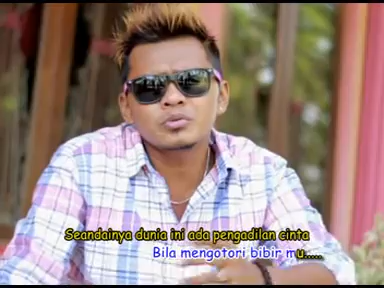 Seandainya dunia ini ada pengadilan cinta
Bila mengotori bibir mu.....